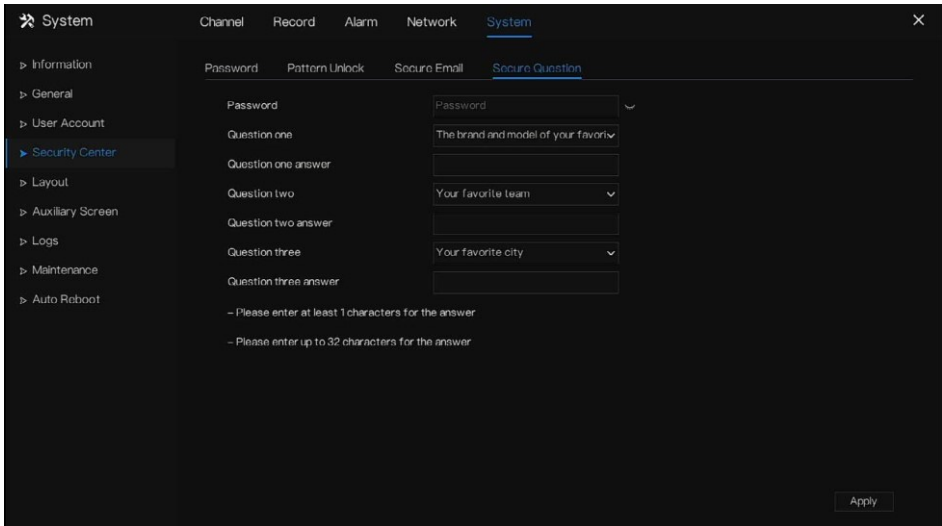 System
Channel Record Alarm Network System
Information
General
User Account
Security Center
Layout
Auxiliary Screen
Logs
Maintenance
Auto Reboot
Password Pattern Unlock Secure Email Secure Question
Password Password
Question one The brand and model of your favori
Question one answer
Question two Your favorite team
Question two answer
Question three Your favorite city
Question three answer
– Please enter at least 1 characters for the answer
– Please enter up to 32 characters for the answer
Apply